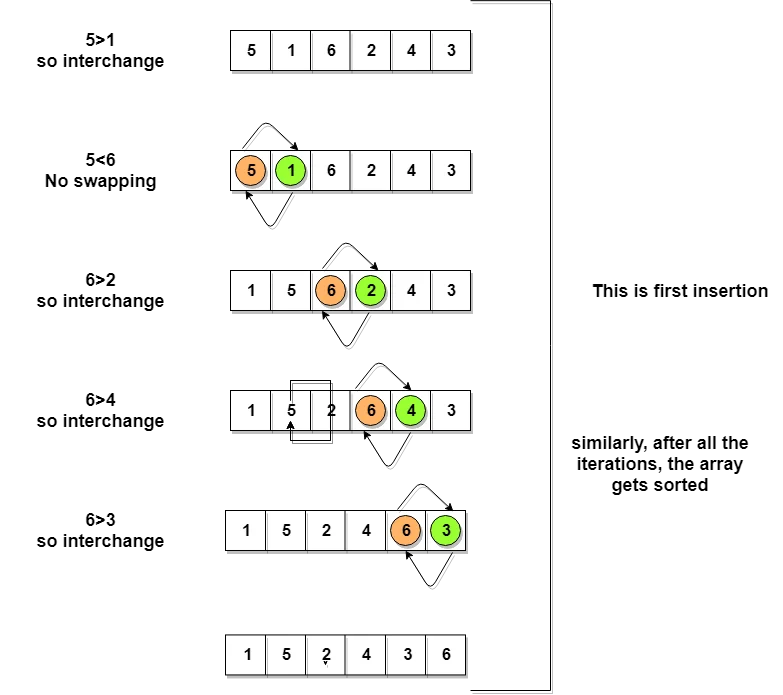 5>1
so interchange
5 1 6 2 4 3
5<6
No swapping
5 1 6 2 4 3
6>2
so interchange
1 5 6 2 4 3
This is first insertion
6>4
so interchange
1 5 2 6 4 3
similarly, after all the
iterations, the array
gets sorted
6>3
so interchange
1 5 2 4 6 3
1 5 2 4 3 6